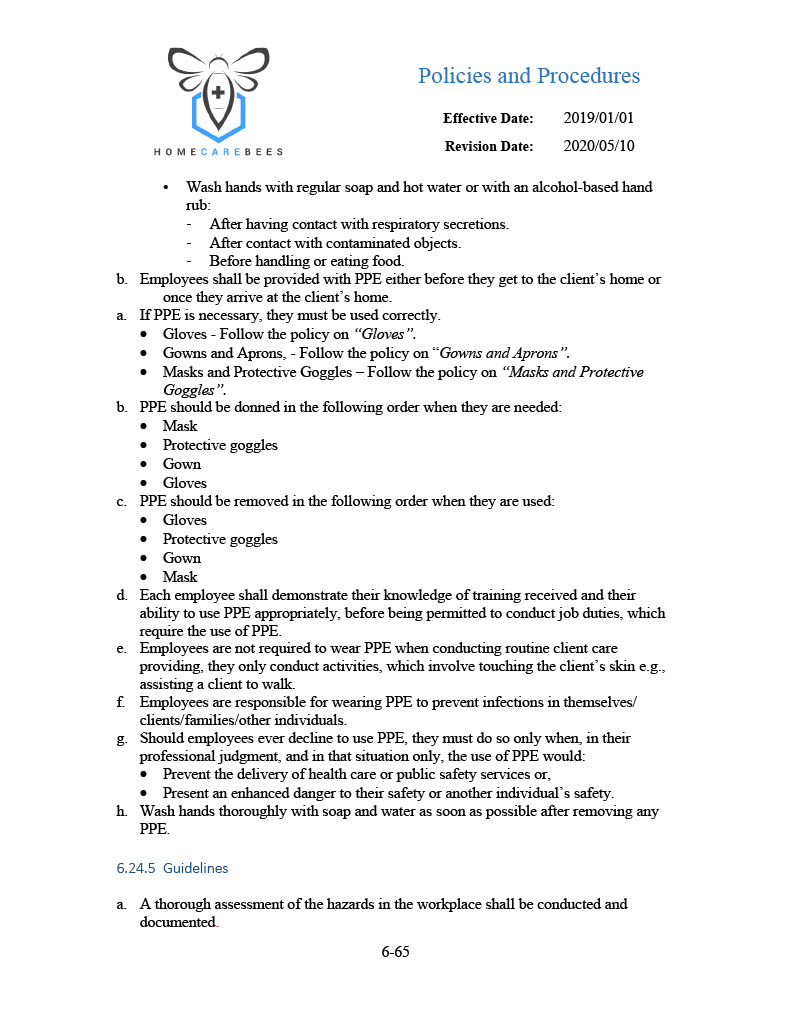 Policies and Procedures
HOMECAREBEES
Effective Date: 2019/01/01
Revision Date: 2020/05/10
• Wash hands with regular soap and hot water or with an alcohol-based hand
rub:
- After having contact with respiratory secretions.
- After contact with contaminated objects.
- Before handling or eating food.
b. Employees shall be provided with PPE either before they get to the client’s home or
once they arrive at the client’s home.
a. If PPE is necessary, they must be used correctly.
• Gloves - Follow the policy on “Gloves”.
• Gowns and Aprons, - Follow the policy on “Gowns and Aprons”.
• Masks and Protective Goggles – Follow the policy on “Masks and Protective
Goggles”.
b. PPE should be donned in the following order when they are needed:
• Mask
• Protective goggles
• Gown
• Gloves
c. PPE should be removed in the following order when they are used:
• Gloves
• Protective goggles
• Gown
• Mask
d. Each employee shall demonstrate their knowledge of training received and their
ability to use PPE appropriately, before being permitted to conduct job duties, which
require the use of PPE.
e. Employees are not required to wear PPE when conducting routine client care
providing, they only conduct activities, which involve touching the client’s skin e.g.,
assisting a client to walk.
f. Employees are responsible for wearing PPE to prevent infections in themselves/
clients/families/other individuals.
g. Should employees ever decline to use PPE, they must do so only when, in their
professional judgment, and in that situation only, the use of PPE would:
• Prevent the delivery of health care or public safety services or,
• Present an enhanced danger to their safety or another individual’s safety.
h. Wash hands thoroughly with soap and water as soon as possible after removing any
PPE.
6.24.5 Guidelines
a. A thorough assessment of the hazards in the workplace shall be conducted and
documented.
6-65